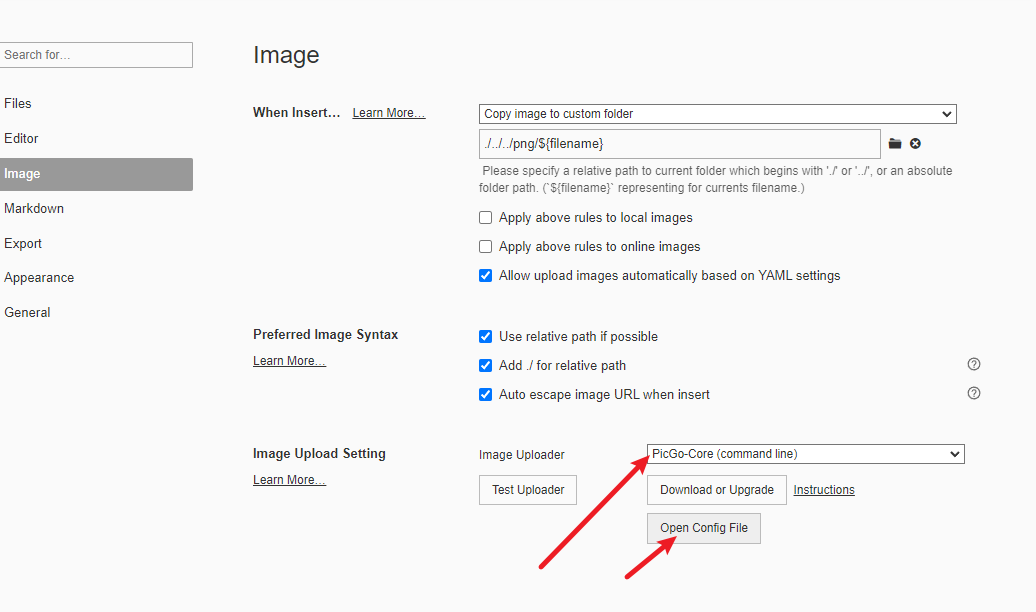 Image
Search for…
Files
Editor
Image
Markdown
Export
Appearance
General
When Insert… Learn More…
Copy image to custom folder
./../../png/${filename}
Please specify a relative path to current folder which begins with './' or '../', or an absolute
folder path. (`${filename}` representing for currents filename.)
Apply above rules to local images
Apply above rules to online images
Allow upload images automatically based on YAML settings
Preferred Image Syntax
Learn More…
Use relative path if possible
Add ./ for relative path
Auto escape image URL when insert
Image Upload Setting
Learn More…
Image Uploader
PicGo-Core (command line)
Test Uploader
Download or Upgrade
Instructions
Open Config File